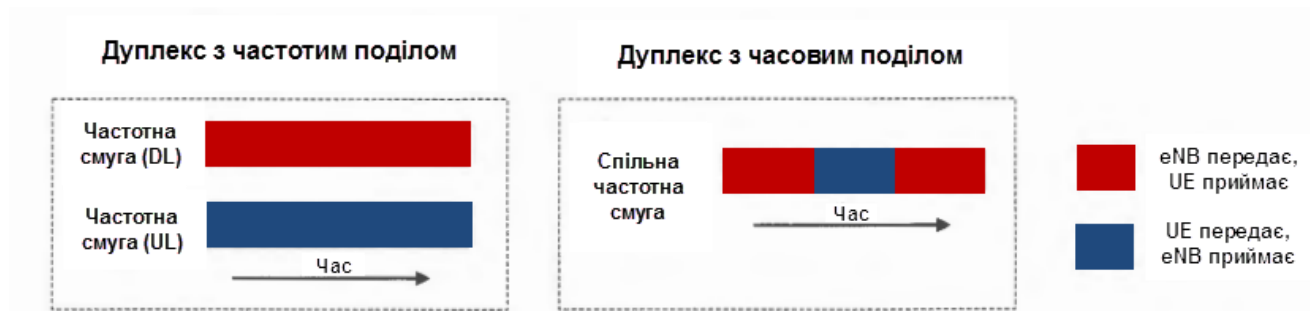 Дуплекс з частотим поділом
Частотна
смуга (DL)
Частотна
смуга (UL)
Час
Дуплекс з часовим поділом
Спільна
частотна
смуга
Час
eNB передає,
UE приймає
UE передає,
eNB приймає